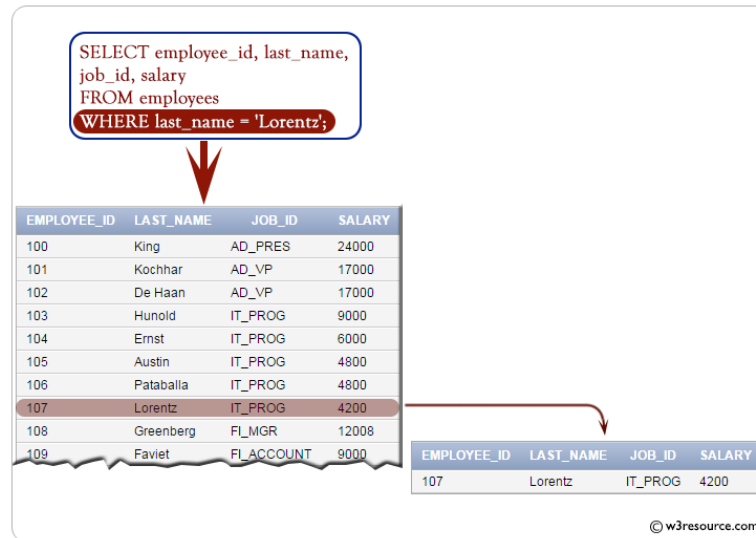 SELECT employee_id, last_name,
job_id, salary
FROM employees
WHERE last_name = 'Lorentz';
EMPLOYEE_ID LAST_NAME JOB_ID SALARY
100 King AD_PRES 24000
101 Kochhar AD_VP 17000
102 De Haan AD_VP 17000
103 Hunold IT_PROG 9000
104 Ernst IT_PROG 6000
105 Austin IT_PROG 4800
106 Pataballa IT_PROG 4800
107 Lorentz IT_PROG 4200
108 Greenberg FI_MGR 12008
109 Faviet FI_ACCOUNT 9000
EMPLOYEE_ID LAST_NAME JOB_ID SALARY
107 Lorentz IT_PROG 4200
© w3resource.com